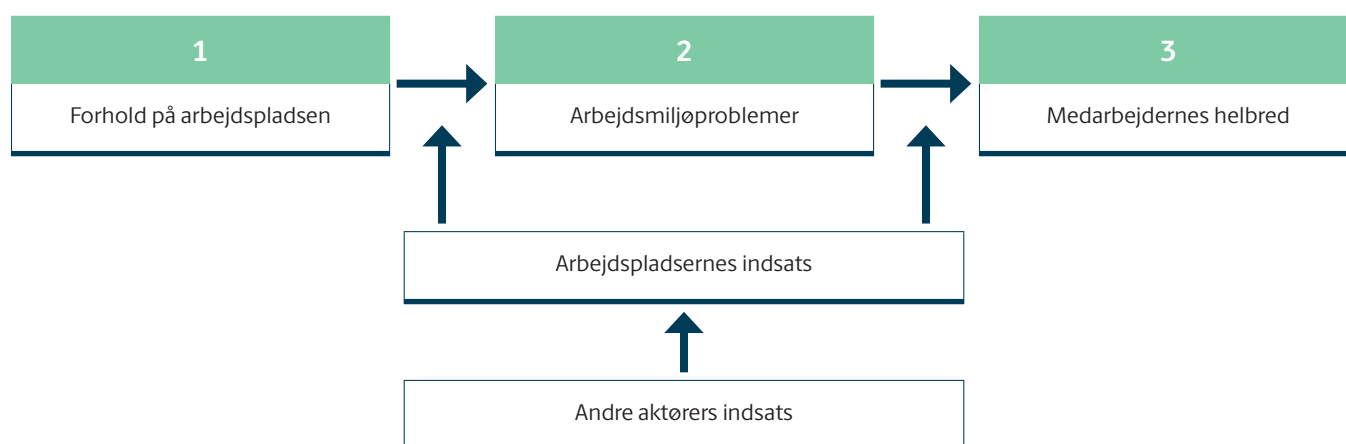 1
2
3
Forhold på arbejdspladsen
Arbejdsmiljøproblemer
Medarbejdernes helbred
Arbejdspladsernes indsats
Andre aktørers indsats